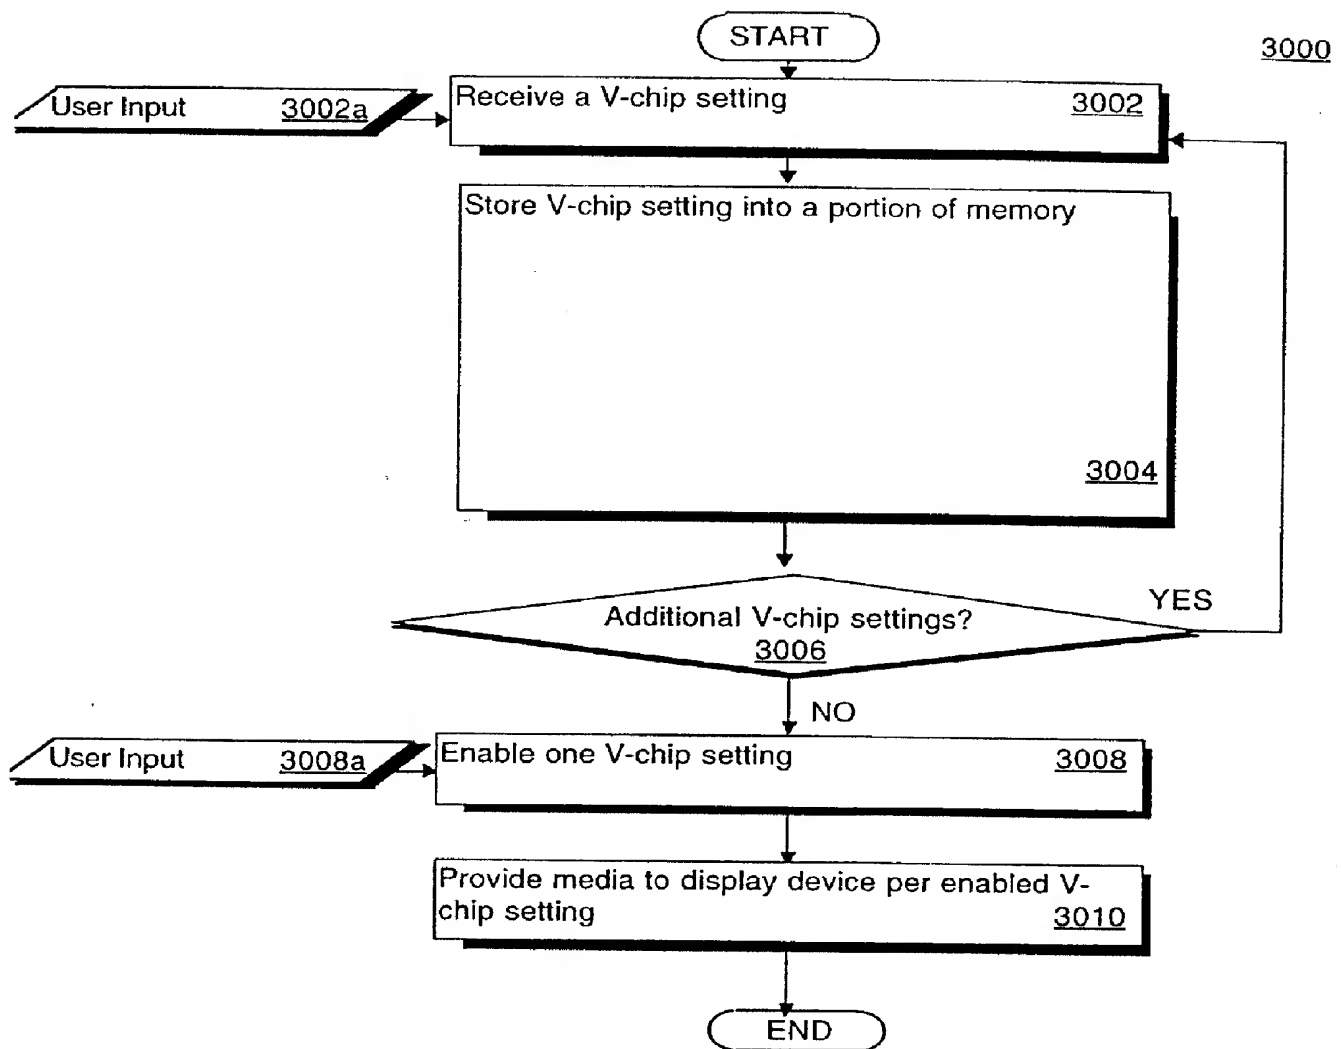 START
3000
User Input 3002a
Receive a V-chip setting 3002
Store V-chip setting into a portion of memory
3004
Additional V-chip settings?
3006
YES
NO
User Input 3008a
Enable one V-chip setting 3008
Provide media to display device per enabled V-
chip setting 3010
END